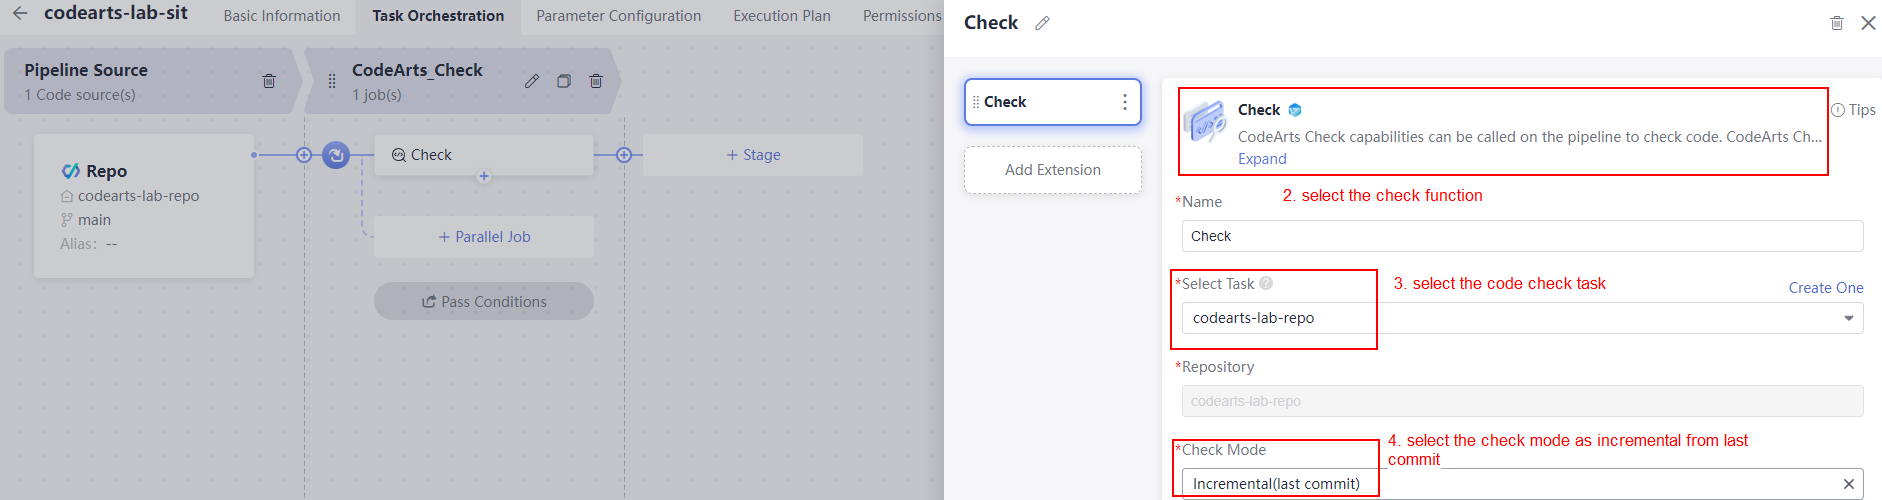 codearts-lab-sit
Basic Information
Task Orchestration
Parameter Configuration
Execution Plan
Permissions
Pipeline Source
1 Code source(s)
CodeArts_Check
1 job(s)
Repo
codearts-lab-repo
main
Alias: --
Check
+ Parallel Job
Pass Conditions
+ Stage
Check
Check
Add Extension
Check
CodeArts Check capabilities can be called on the pipeline to check code. CodeArts Ch...
Expand
Tips
2. select the check function
*Name
Check
*Select Task
3. select the code check task
Create One
codearts-lab-repo
*Repository
codearts-lab-repo
*Check Mode
4. select the check mode as incremental from last
commit
Incremental(last commit)